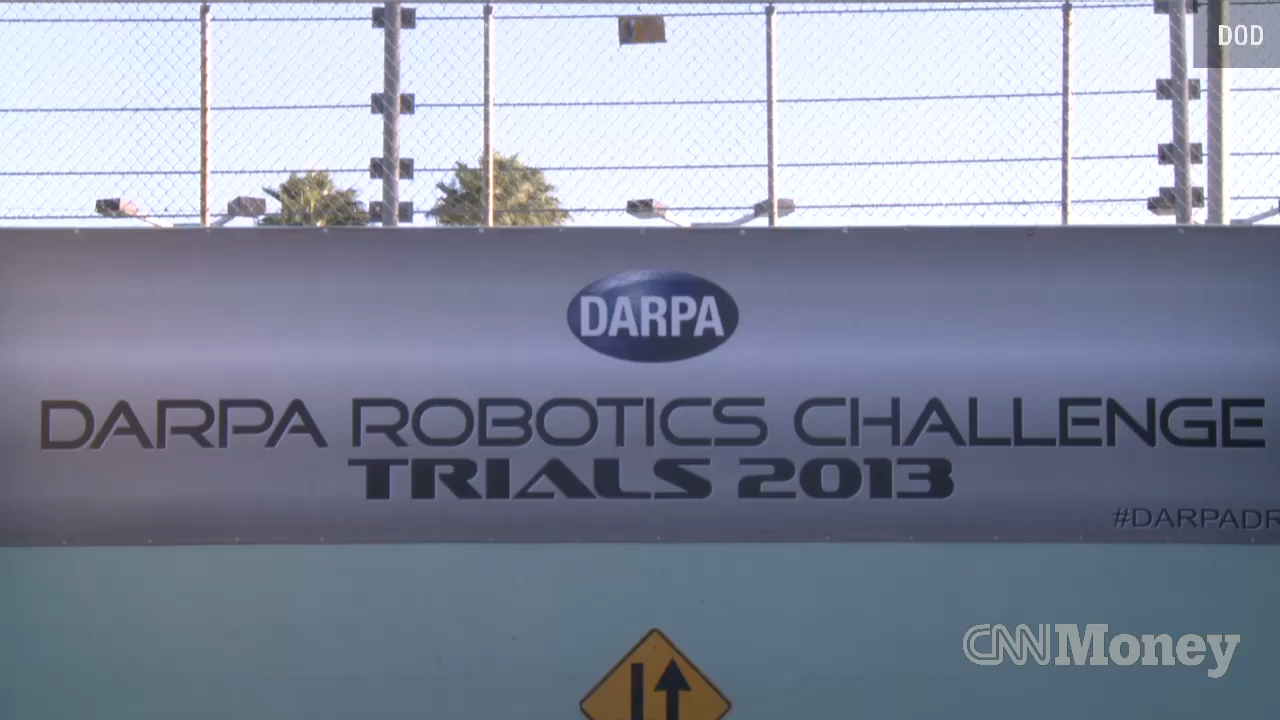 DOD
DARPA
DARPA ROBOTICS CHALLENGE
TRIALS 2013
#DARPADR
CNNMoney